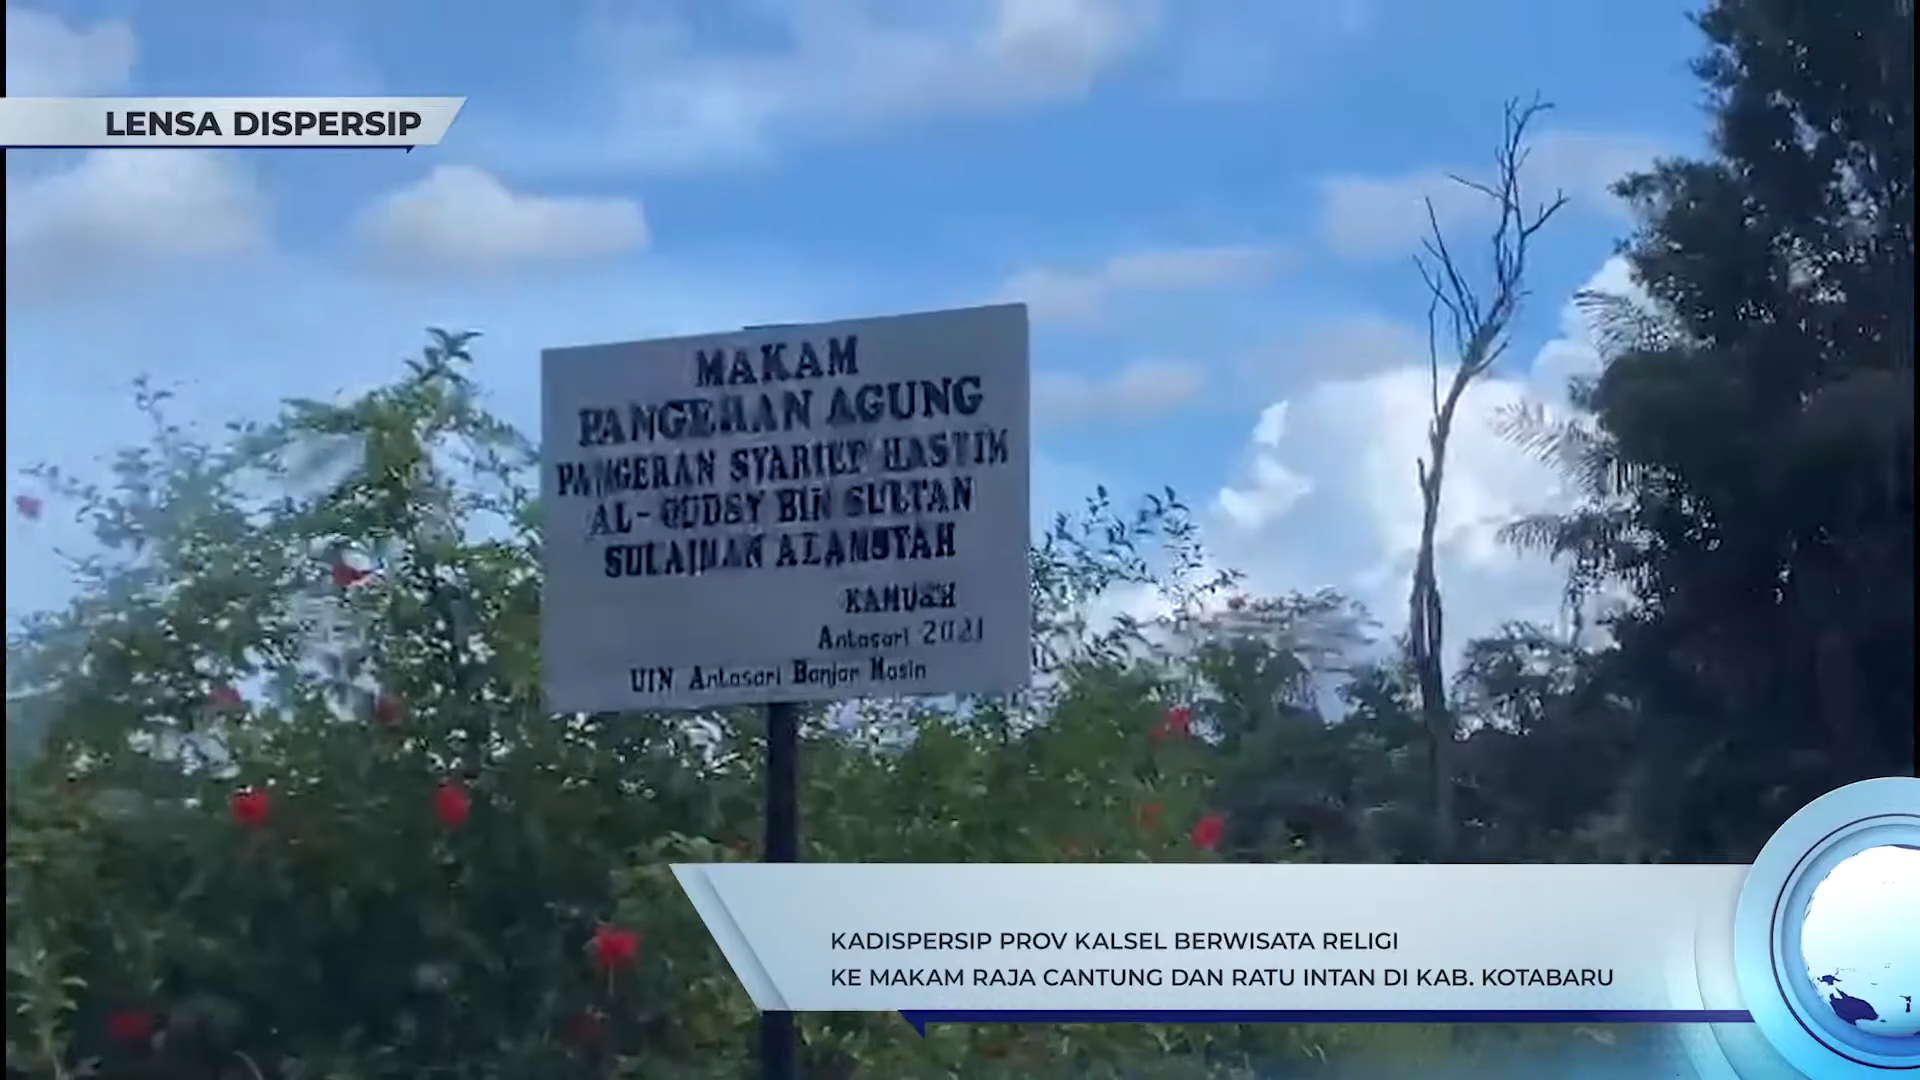 LENSA DISPERSIP
MAKAM
PANGERAN AGUNG
PANGERAN SYARIEF HASYIM
AL-QUDSY BIN SULTAN
SULAIMAN ALAMSYAH
Antasari 2021
UIN Antasari Banjar Masin
KADISPERSIP PROV KALSEL BERWISATA RELIGI
KE MAKAM RAJA CANTUNG DAN RATU INTAN DI KAB. KOTABARU